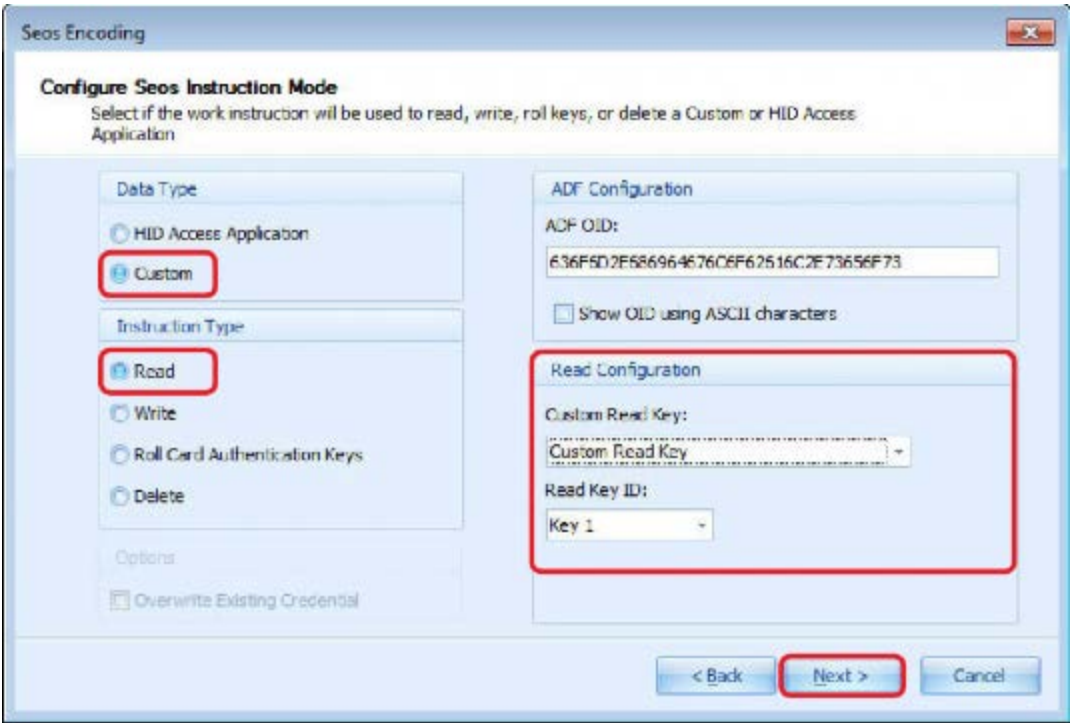 Seos Encoding
Configure Seos Instruction Mode
Select if the work instruction will be used to read, write, roll keys, or delete a Custom or HID Access
Application
Data Type
HID Access Application
Custom
Instruction Type
Read
Write
Roll Card Authentication Keys
Delete
Options
Overwrite Existing Credential
ADF Configuration
ADF OID:
636F6D2E686964676C6F62616C2E73656F73
Show OID using ASCII characters
Read Configuration
Custom Read Key:
Custom Read Key
Read Key ID:
Key 1
< Back
Next >
Cancel